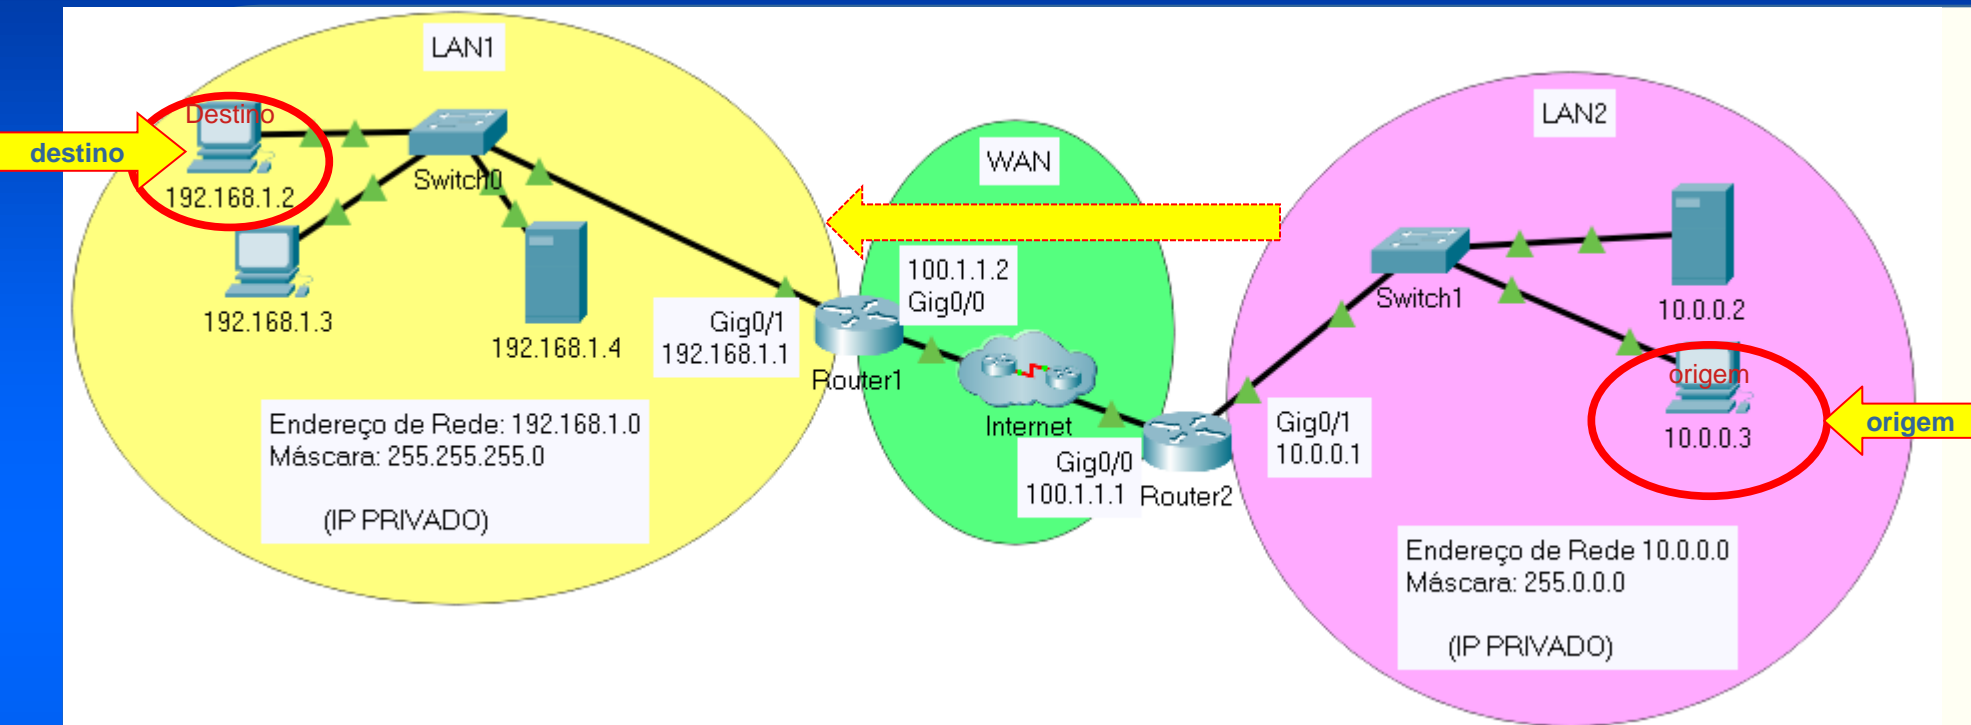 LAN1
Destino
destino
192.168.1.2
Switch0
192.168.1.3
192.168.1.4
Gig0/1
192.168.1.1
Router1
Endereço de Rede: 192.168.1.0
Máscara: 255.255.255.0
(IP PRIVADO)
WAN
100.1.1.2
Gig0/0
Internet
Gig0/0
100.1.1.1
Router2
LAN2
Switch1
10.0.0.2
origem
origem
10.0.0.3
Gig0/1
10.0.0.1
Endereço de Rede 10.0.0.0
Máscara: 255.0.0.0
(IP PRIVADO)